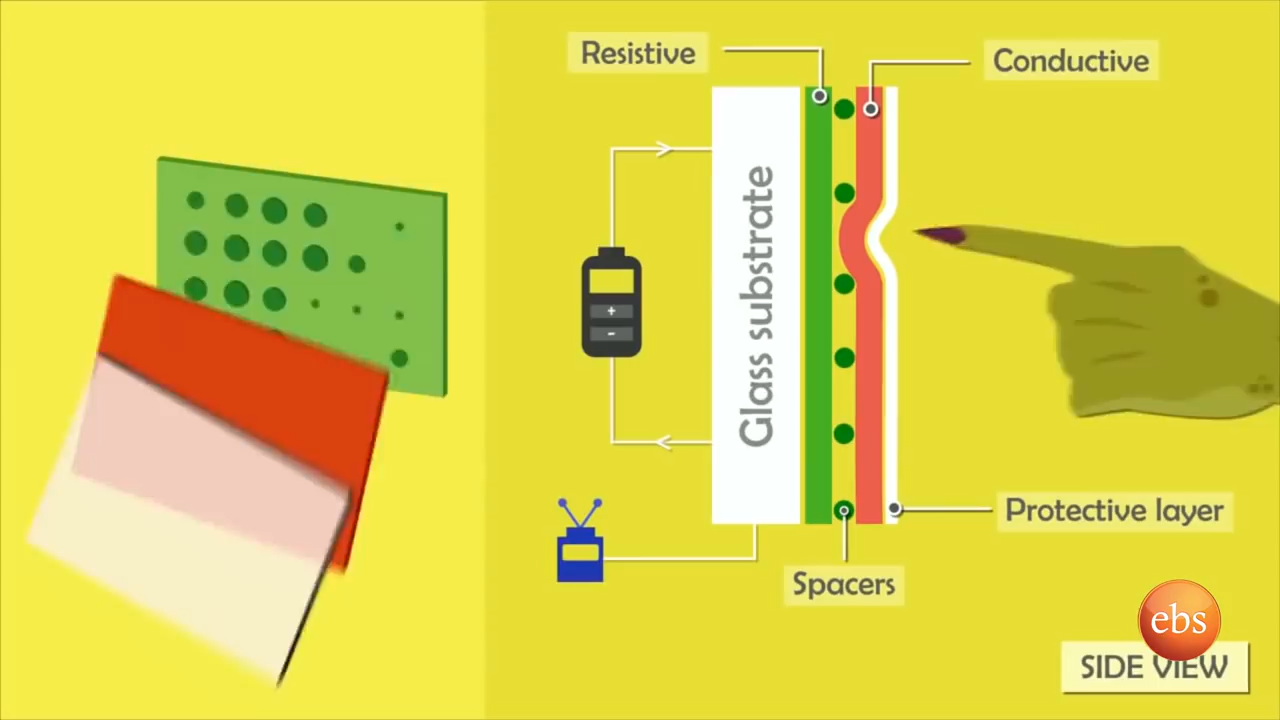 Resistive
Conductive
Glass substrate
+
-
Protective layer
Spacers
ebs
SIDE VIEW